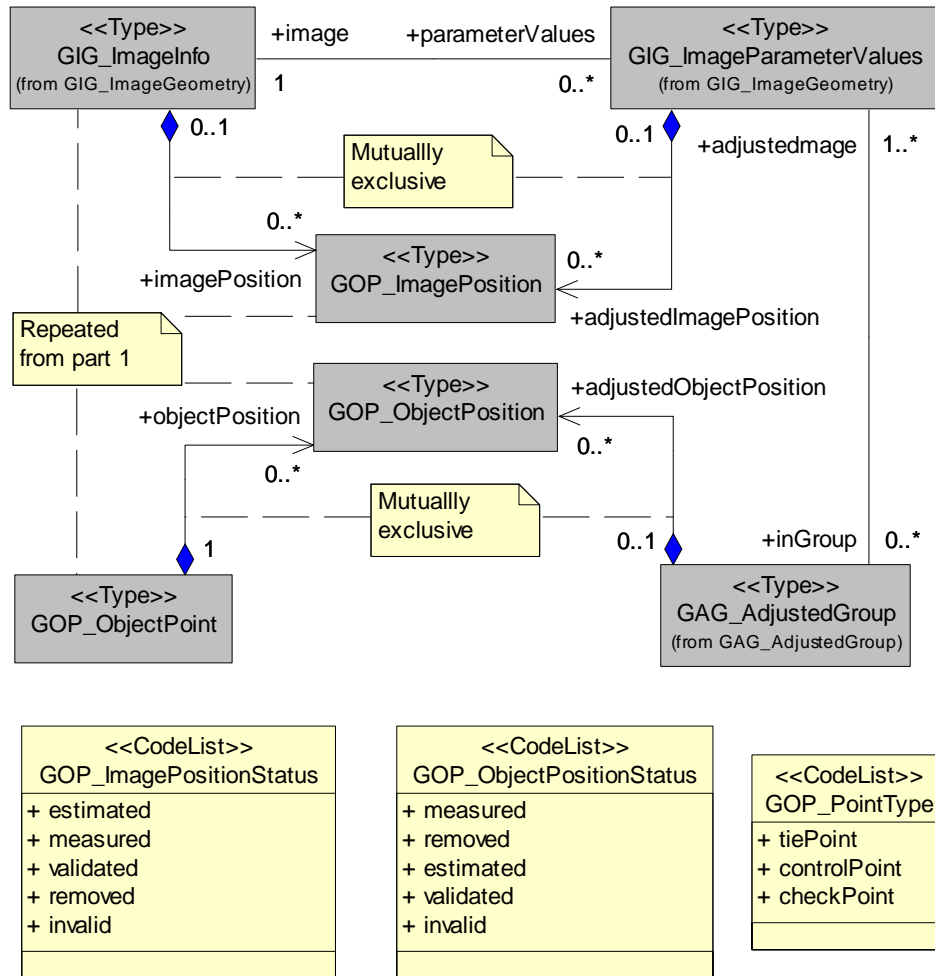 <<Type>>
GIG_ImageInfo
(from GIG_ImageGeometry)
+image
+parameterValues
1
0..*
<<Type>>
GIG_ImageParameterValues
(from GIG_ImageGeometry)
0..1
Mutuallly
exclusive
0..1
+adjustedmage
1..*
0..*
<<Type>>
GOP_ImagePosition
0..*
+imagePosition
+adjustedImagePosition
Repeated
from part 1
<<Type>>
GOP_ObjectPosition
+objectPosition
+adjustedObjectPosition
0..*
0..*
Mutuallly
exclusive
1
0..1
+inGroup
0..*
<<Type>>
GOP_ObjectPoint
<<Type>>
GAG_AdjustedGroup
(from GAG_AdjustedGroup)
<<CodeList>>
GOP_ImagePositionStatus
+ estimated
+ measured
+ validated
+ removed
+ invalid
<<CodeList>>
GOP_ObjectPositionStatus
+ measured
+ removed
+ estimated
+ validated
+ invalid
<<CodeList>>
GOP_PointType
+ tiePoint
+ controlPoint
+ checkPoint